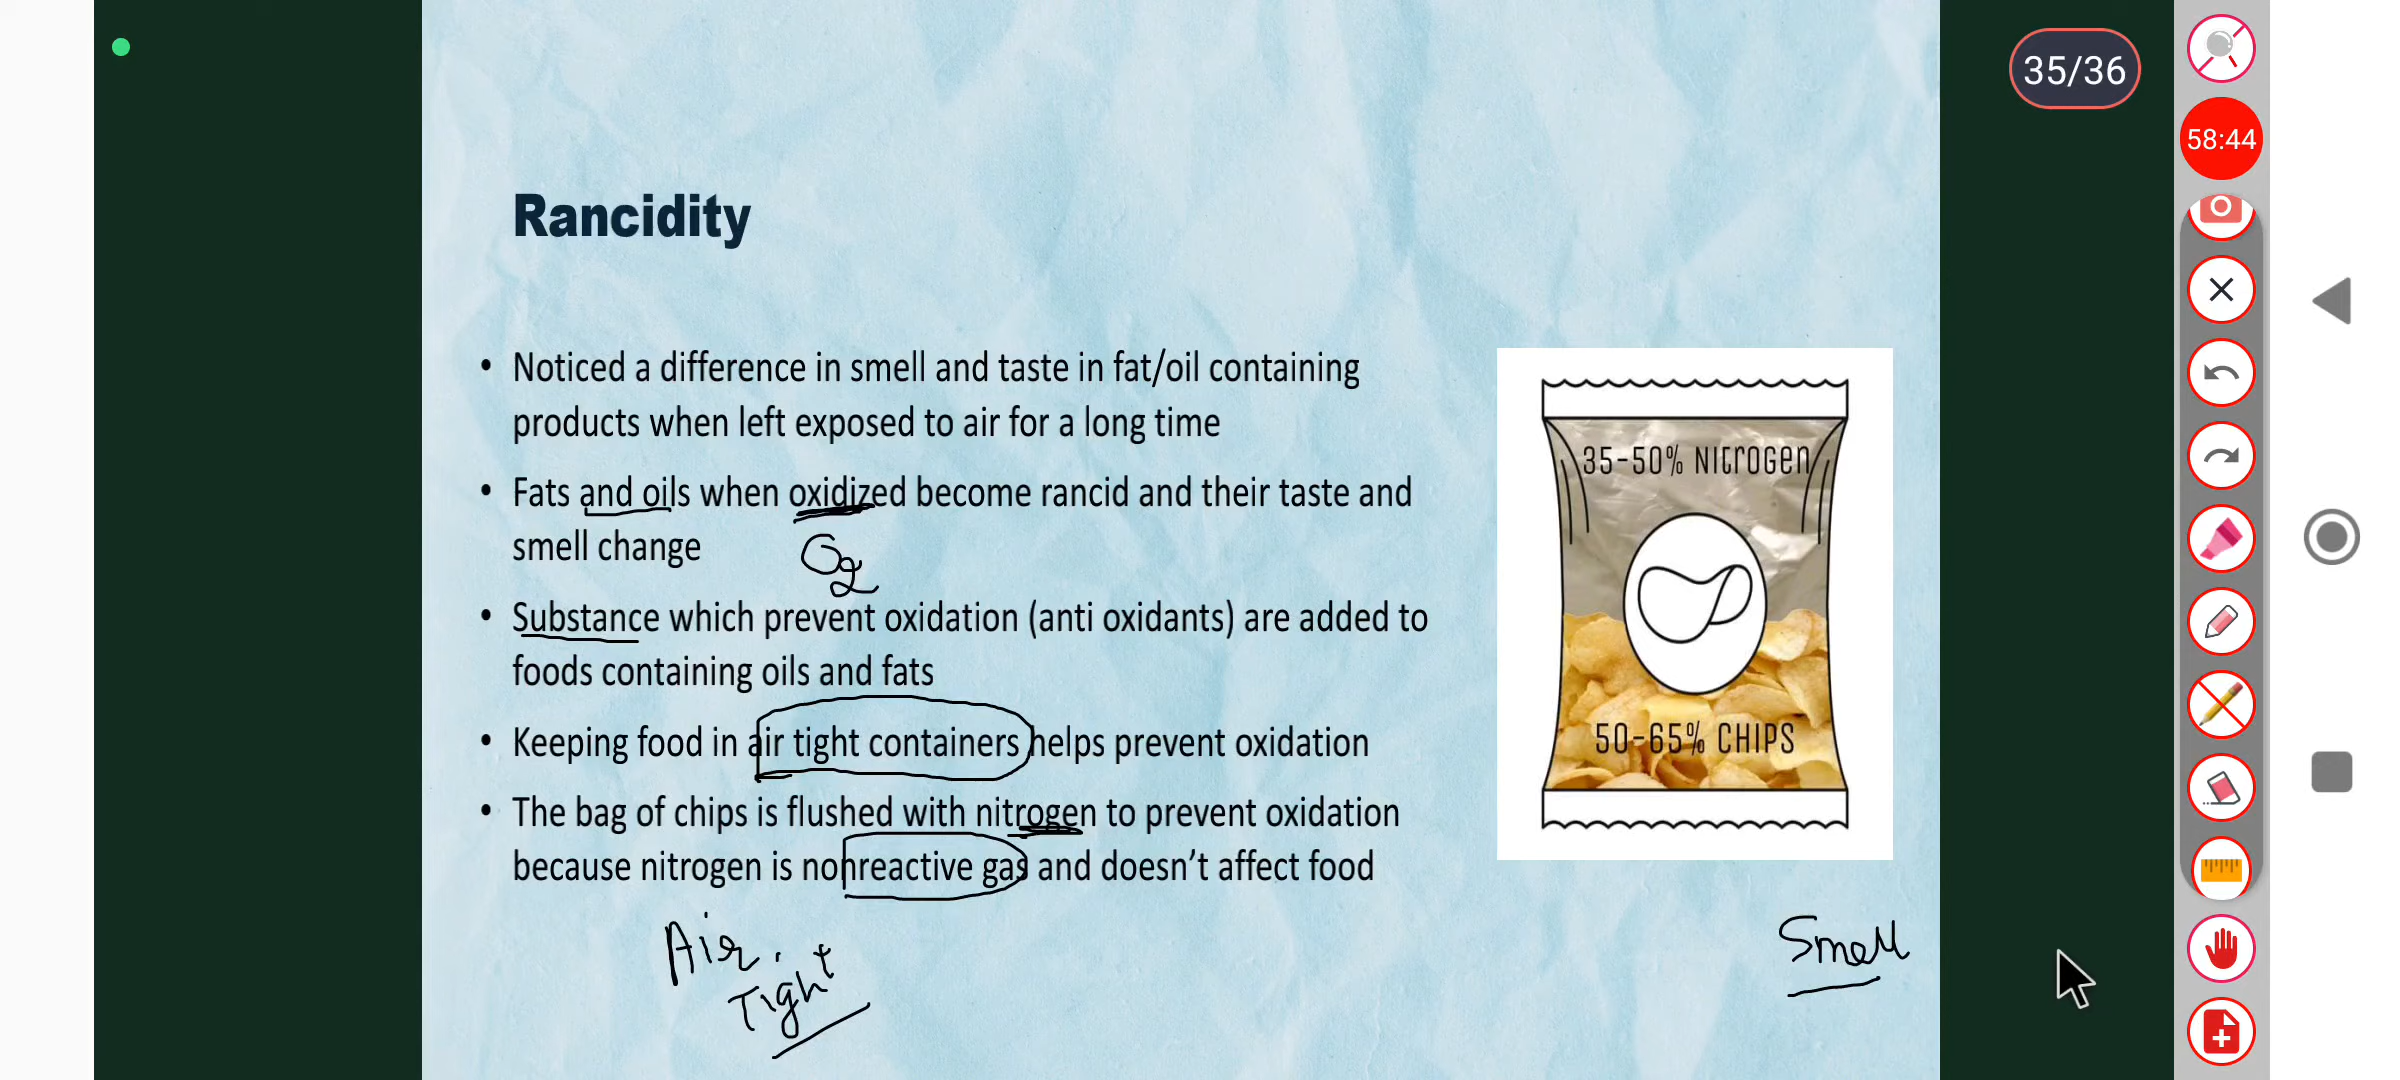 35/36
58:44
Rancidity
• Noticed a difference in smell and taste in fat/oil containing
products when left exposed to air for a long time
• Fats and oils when oxidized become rancid and their taste and
smell change
O2
• Substance which prevent oxidation (anti oxidants) are added to
foods containing oils and fats
• Keeping food in air tight containers helps prevent oxidation
• The bag of chips is flushed with nitrogen to prevent oxidation
because nitrogen is nonreactive gas and doesn't affect food
35-50% Nitrogen
50-65% CHIPS
Air.
Tight
Smell